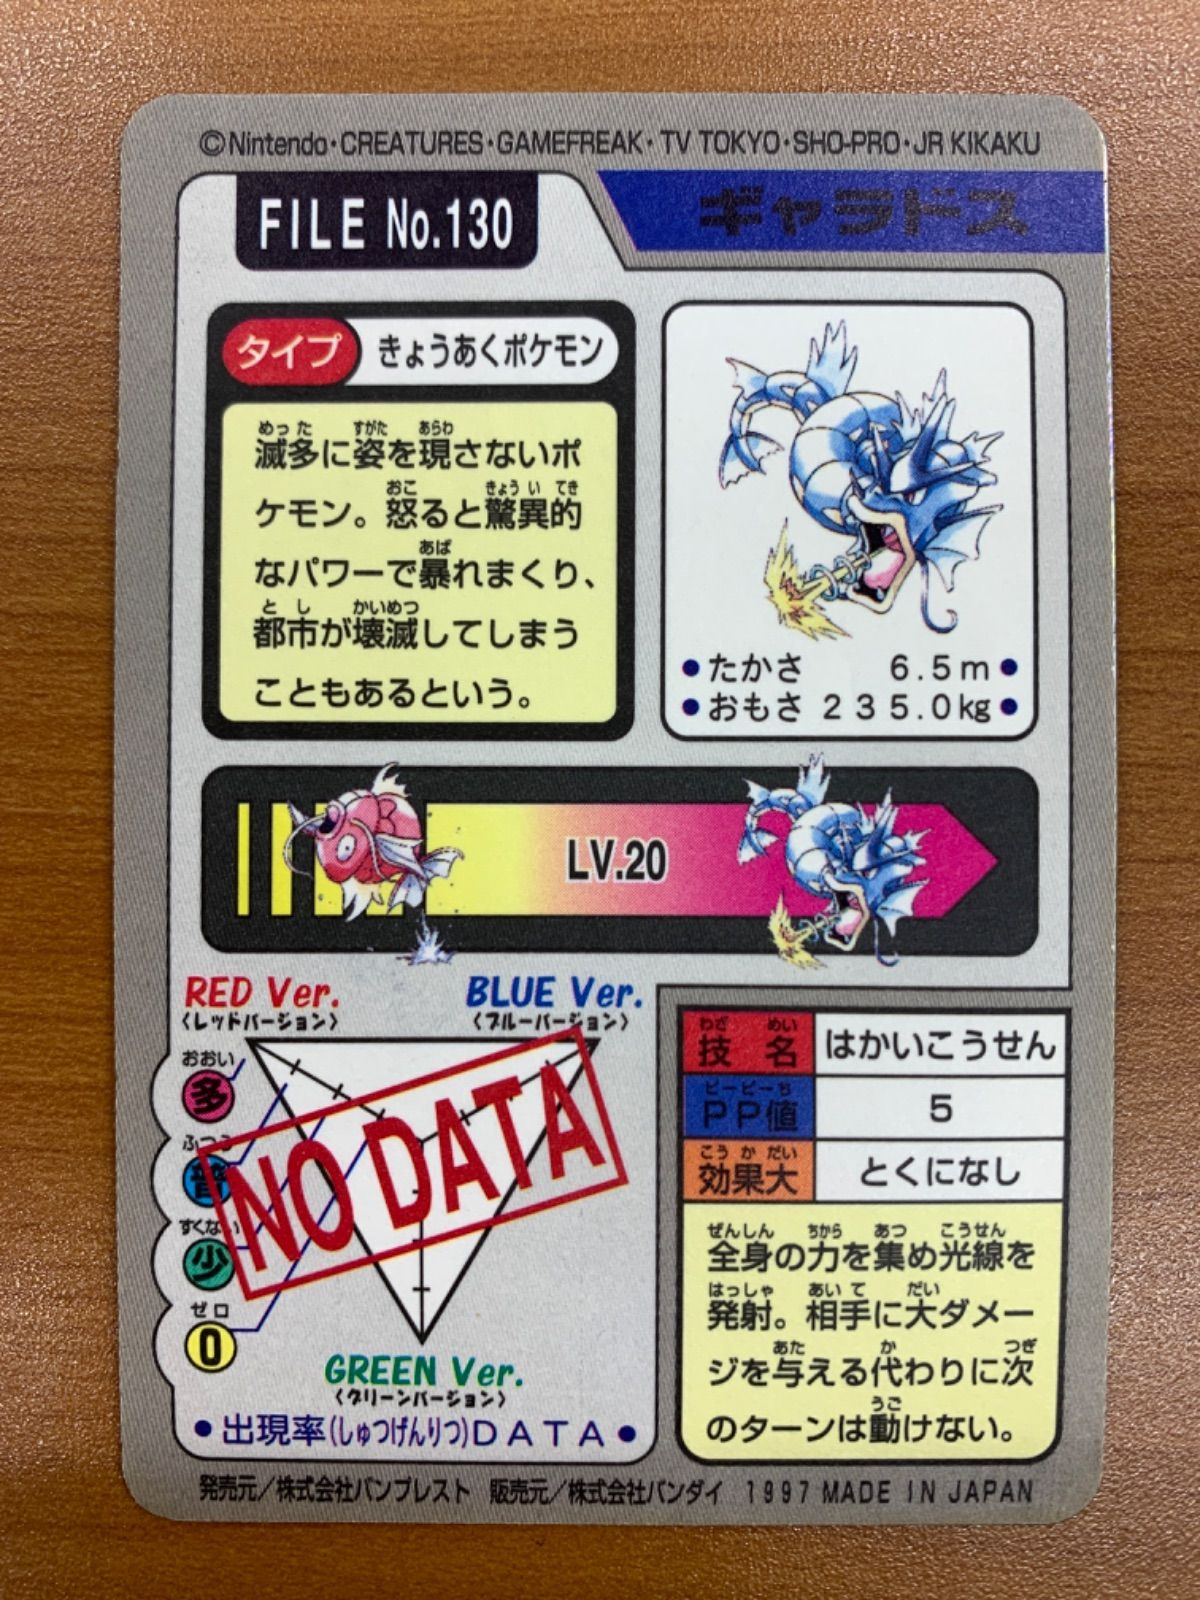 ©Nintendo・CREATURES・GAMEFREAK・TV TOKYO・SHO-PRO・JR KIKAKU
FILE No.130
ギャラドス
タイプ きょうあくポケモン
めった すがた あらわ
滅多に姿を現さないポ
おこ きょういてき
ケモン。怒ると驚異的
あば
なパワーで暴れまくり、
とし かいめつ
都市が壊滅してしまう
こともあるという。
●たかさ 6.5m●
●おもさ 235.0kg●
LV.20
RED Ver.
〈レッドバージョン〉
BLUE Ver.
〈ブルーバージョン〉
おおい
多
ふつう
普
すくない
少
ゼロ
0
NO DATA
GREEN Ver.
〈グリーンバージョン〉
●出現率(しゅつげんりつ)DATA●
わざ めい
技名 はかいこうせん
ピーピーち
PP値 5
こうかだい
効果大 とくになし
ぜんしん ちから あつ こうせん
全身の力を集め光線を
はっしゃ あいて だい
発射。相手に大ダメー
あた か つぎ
ジを与える代わりに次
うご
のターンは動けない。
発売元／株式会社バンプレスト 販売元／株式会社バンダイ 1997 MADE IN JAPAN